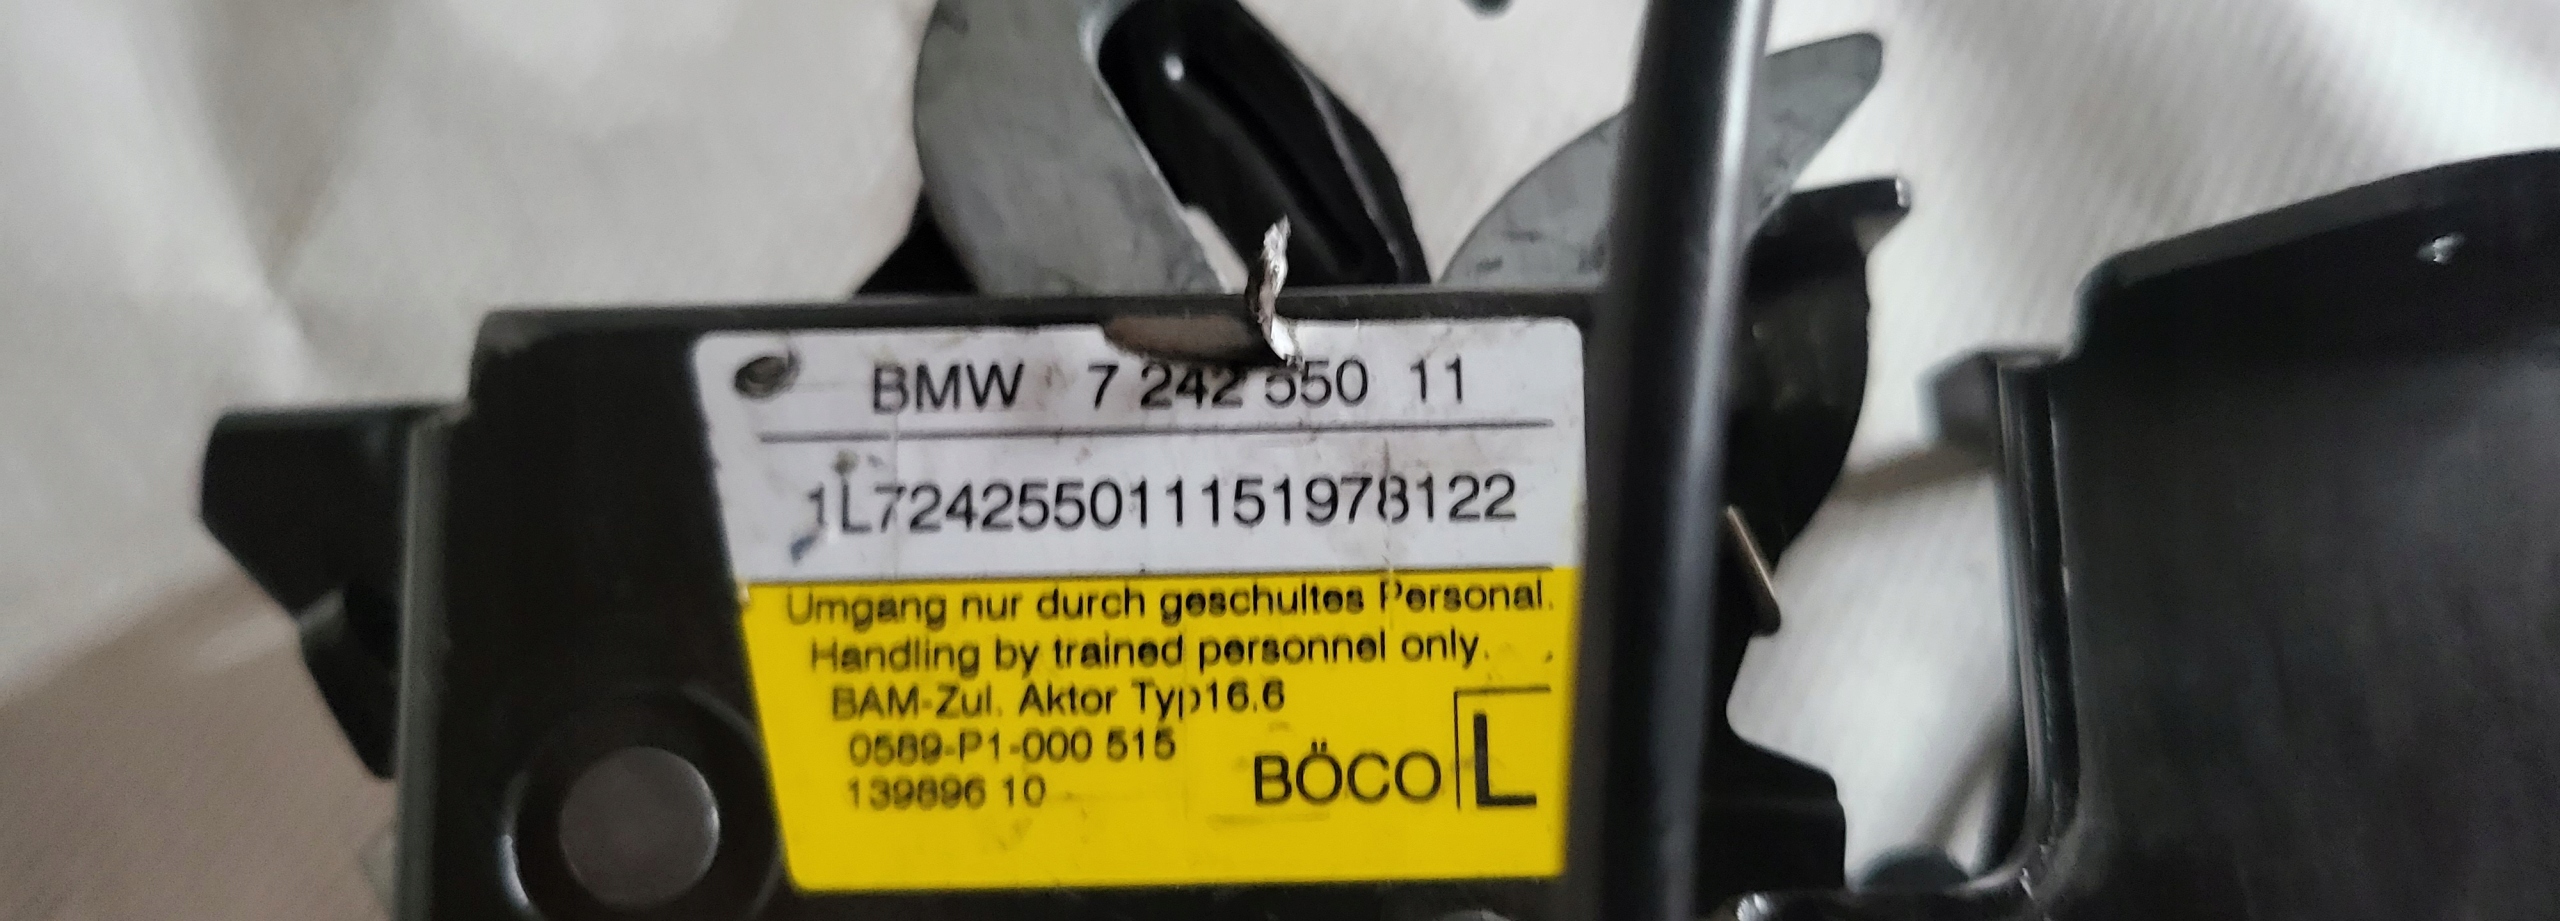 BMW 7 242 550 11
1L724255011151978122
Umgang nur durch geschultes Personal.
Handling by trained personnel only.
BAM-Zul. Aktor Typ16.6
0589-P1-000 515
139896 10
BÖCO L